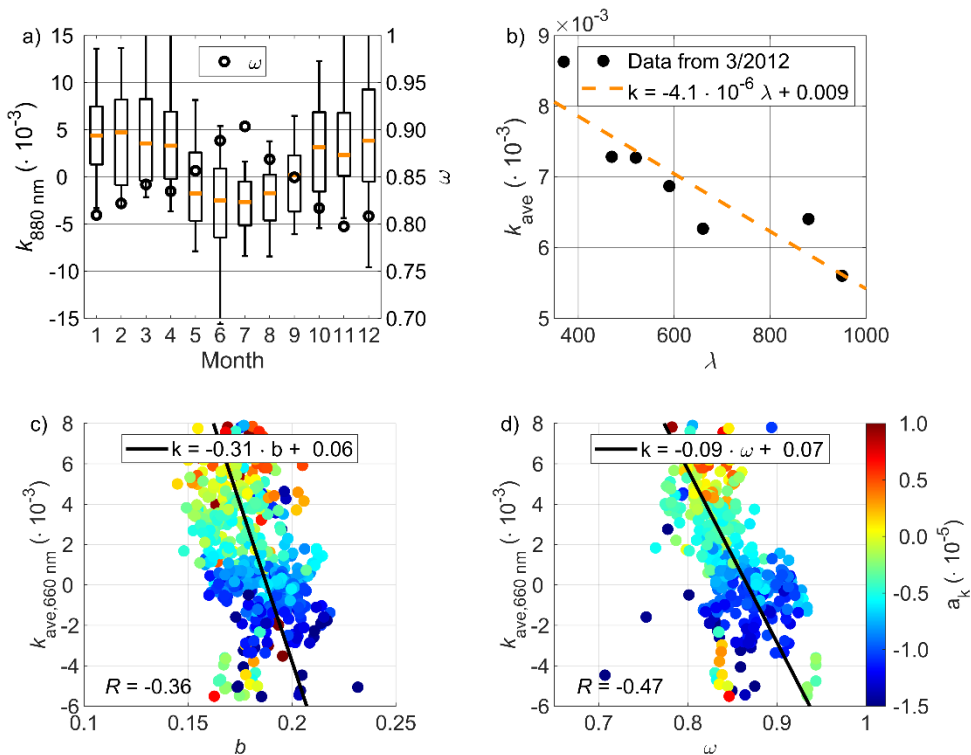 a)
ω
k880 nm (· 10-3)
15
10
5
0
-5
-10
-15
1
0.95
0.90
0.85
0.80
0.75
0.70
ω
1 2 3 4 5 6 7 8 9 10 11 12
Month
b)
× 10-3
Data from 3/2012
k = -4.1 · 10-6 λ + 0.009
kave (· 10-3)
9
8
7
6
5
400 600 800 1000
λ
c)
k = -0.31 · b + 0.06
kave,660 nm (· 10-3)
8
6
4
2
0
-2
-4
-6
R = -0.36
0.1 0.15 0.2 0.25
b
d)
k = -0.09 · ω + 0.07
kave,660 nm (· 10-3)
8
6
4
2
0
-2
-4
-6
R = -0.47
0.7 0.8 0.9 1
ω
1.0
0.5
0.0
-0.5
-1.0
-1.5
ak (· 10-5)